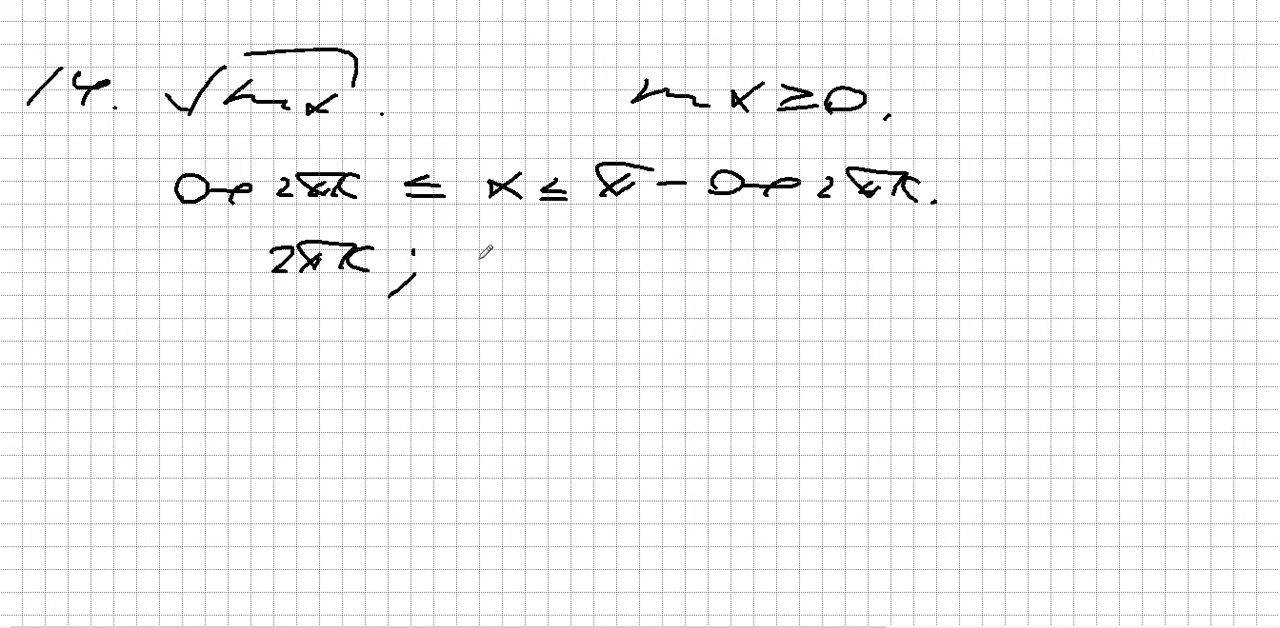 14. √sin x. sin x ≥ 0.
0 + 2πk ≤ x ≤ π - 0 + 2πk.
2πk ;